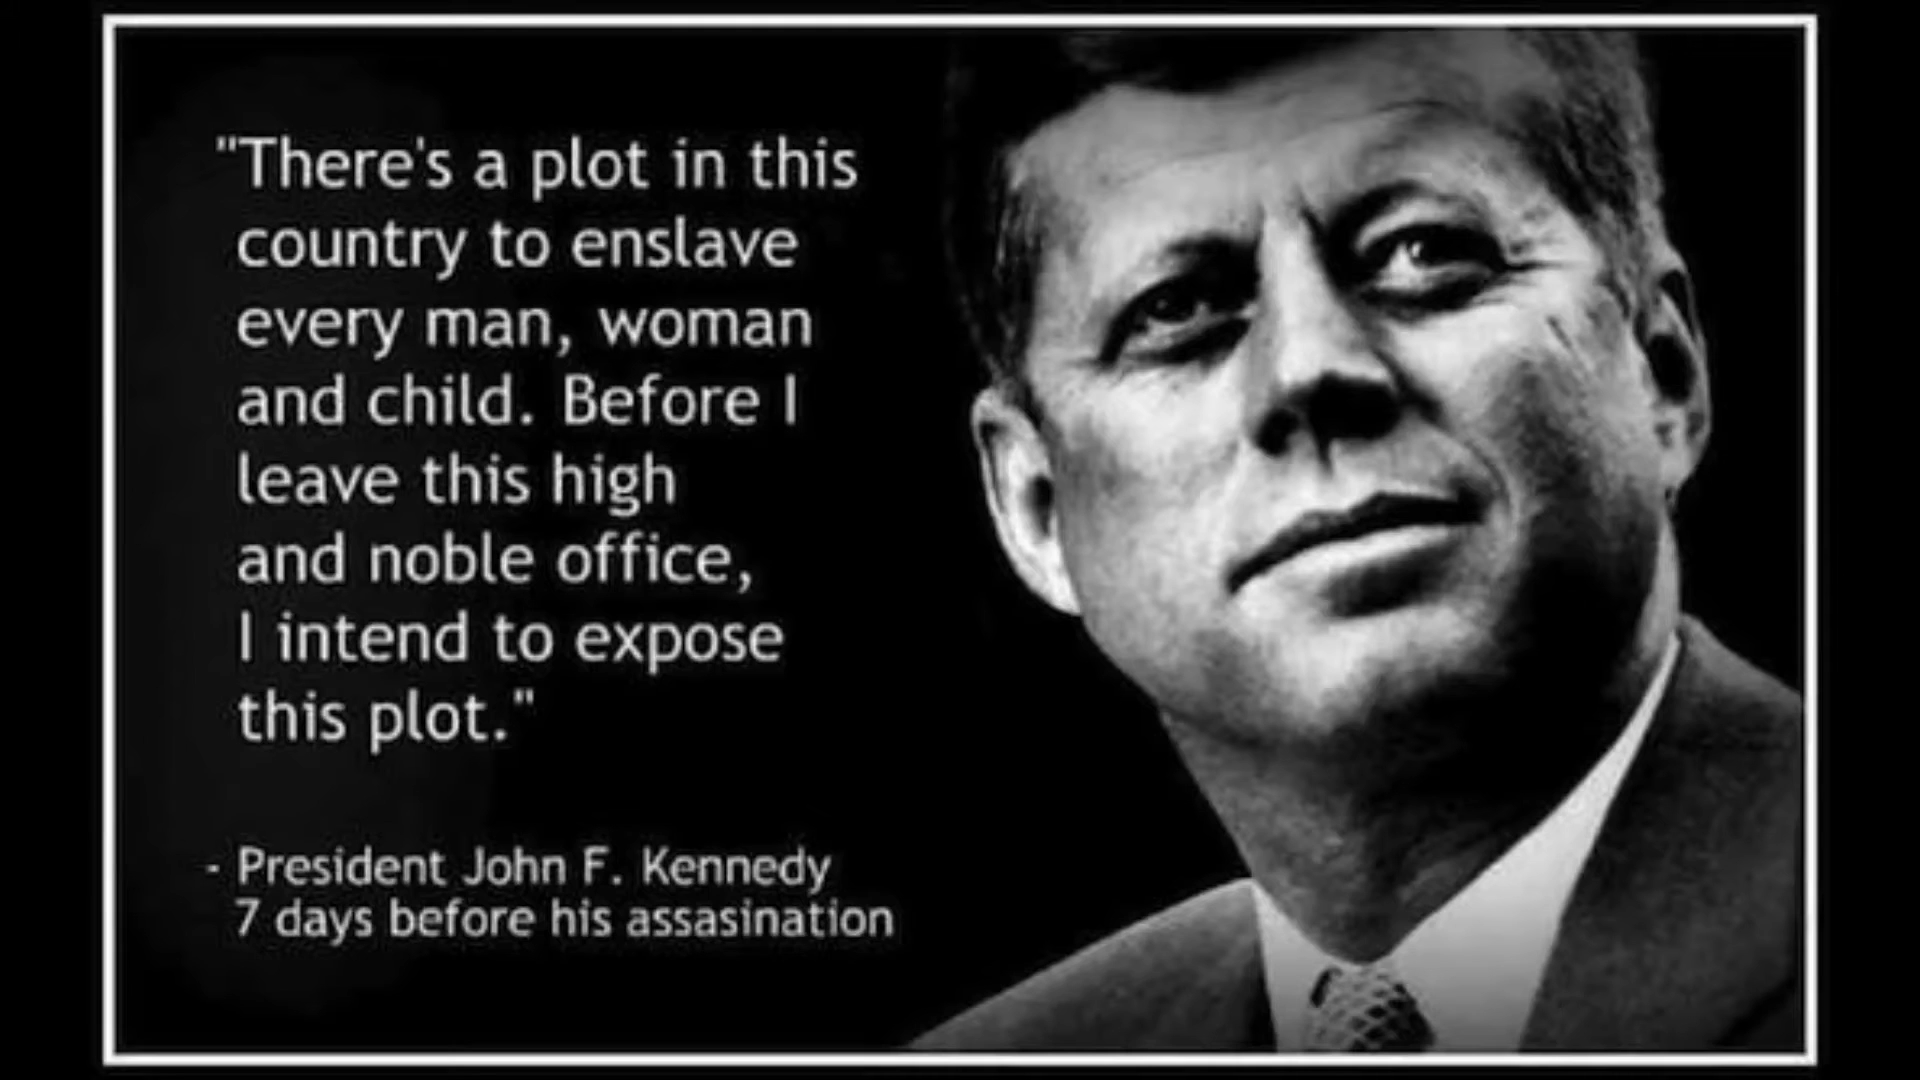 "There's a plot in this
country to enslave
every man, woman
and child. Before I
leave this high
and noble office,
I intend to expose
this plot."
- President John F. Kennedy
7 days before his assasination